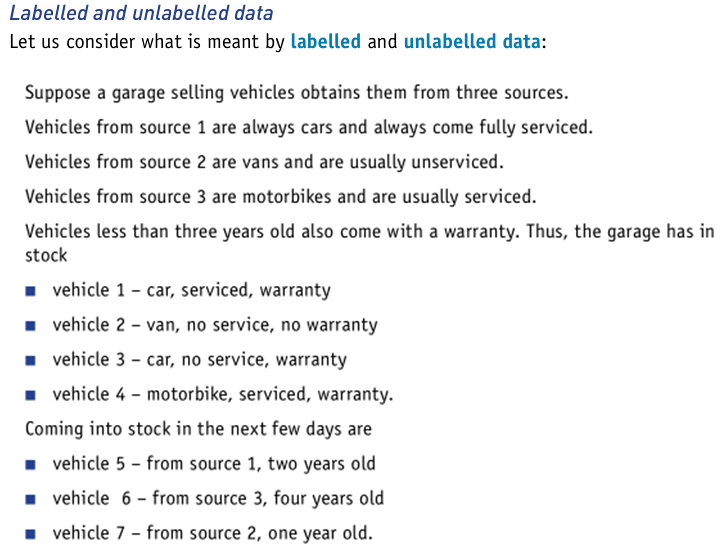 Labelled and unlabelled data
Let us consider what is meant by labelled and unlabelled data:
Suppose a garage selling vehicles obtains them from three sources.
Vehicles from source 1 are always cars and always come fully serviced.
Vehicles from source 2 are vans and are usually unserviced.
Vehicles from source 3 are motorbikes and are usually serviced.
Vehicles less than three years old also come with a warranty. Thus, the garage has in
stock
■ vehicle 1 – car, serviced, warranty
■ vehicle 2 – van, no service, no warranty
■ vehicle 3 – car, no service, warranty
■ vehicle 4 – motorbike, serviced, warranty.
Coming into stock in the next few days are
■ vehicle 5 – from source 1, two years old
■ vehicle 6 – from source 3, four years old
■ vehicle 7 – from source 2, one year old.